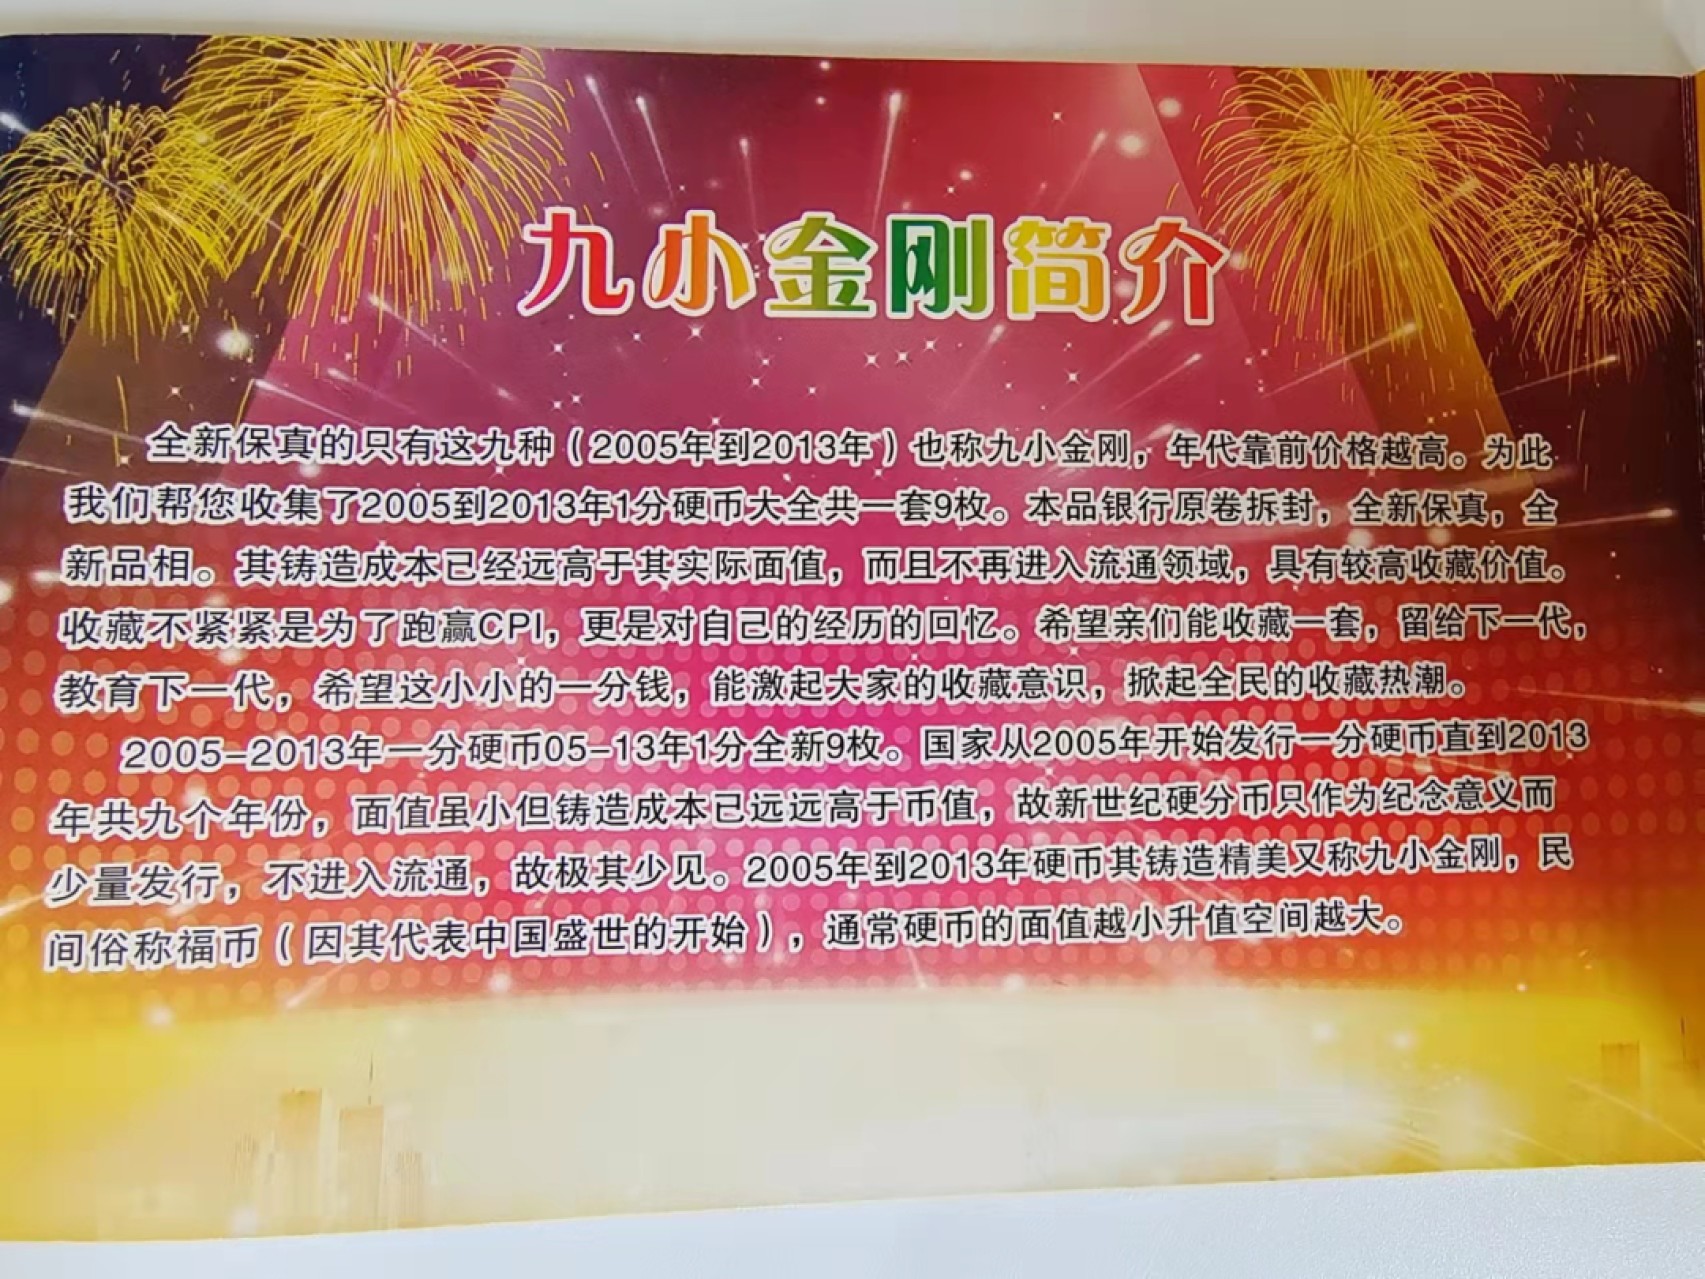 九小金刚简介
全新保真的只有这九种（2005年到2013年）也称九小金刚，年代靠前价格越高。为此
我们帮您收集了2005到2013年1分硬币大全共一套9枚。本品银行原卷拆封，全新保真，全
新品相。其铸造成本已经远高于其实际面值，而且不再进入流通领域，具有较高收藏价值。
收藏不紧紧是为了跑赢CPI，更是对自己的经历的回忆。希望亲们能收藏一套，留给下一代，
教育下一代，希望这小小的一分钱，能激起大家的收藏意识，掀起全民的收藏热潮。
2005-2013年一分硬币05-13年1分全新9枚。国家从2005年开始发行一分硬币直到2013
年共九个年份，面值虽小但铸造成本已远远高于币值，故新世纪硬分币只作为纪念意义而
少量发行，不进入流通，故极其少见。2005年到2013年硬币其铸造精美又称九小金刚，民
间俗称福币（因其代表中国盛世的开始），通常硬币的面值越小升值空间越大。